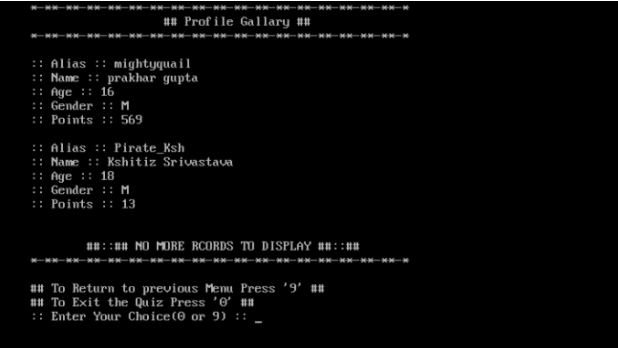 *-**-**-**-**-**-**-**-**-**-**-**-**-**-**-**-**-*
## Profile Gallary ##
*-**-**-**-**-**-**-**-**-**-**-**-**-**-**-**-**-*
:: Alias :: mightyquail
:: Name :: prakhar gupta
:: Age :: 16
:: Gender :: M
:: Points :: 569
:: Alias :: Pirate_Ksh
:: Name :: Kshitiz Srivastava
:: Age :: 18
:: Gender :: M
:: Points :: 13
##::## NO MORE RCORDS TO DISPLAY ##::##
*-**-**-**-**-**-**-**-**-**-**-**-**-**-**-**-**-*
## To Return to previous Menu Press '9' ##
## To Exit the Quiz Press '0' ##
:: Enter Your Choice(0 or 9) :: _